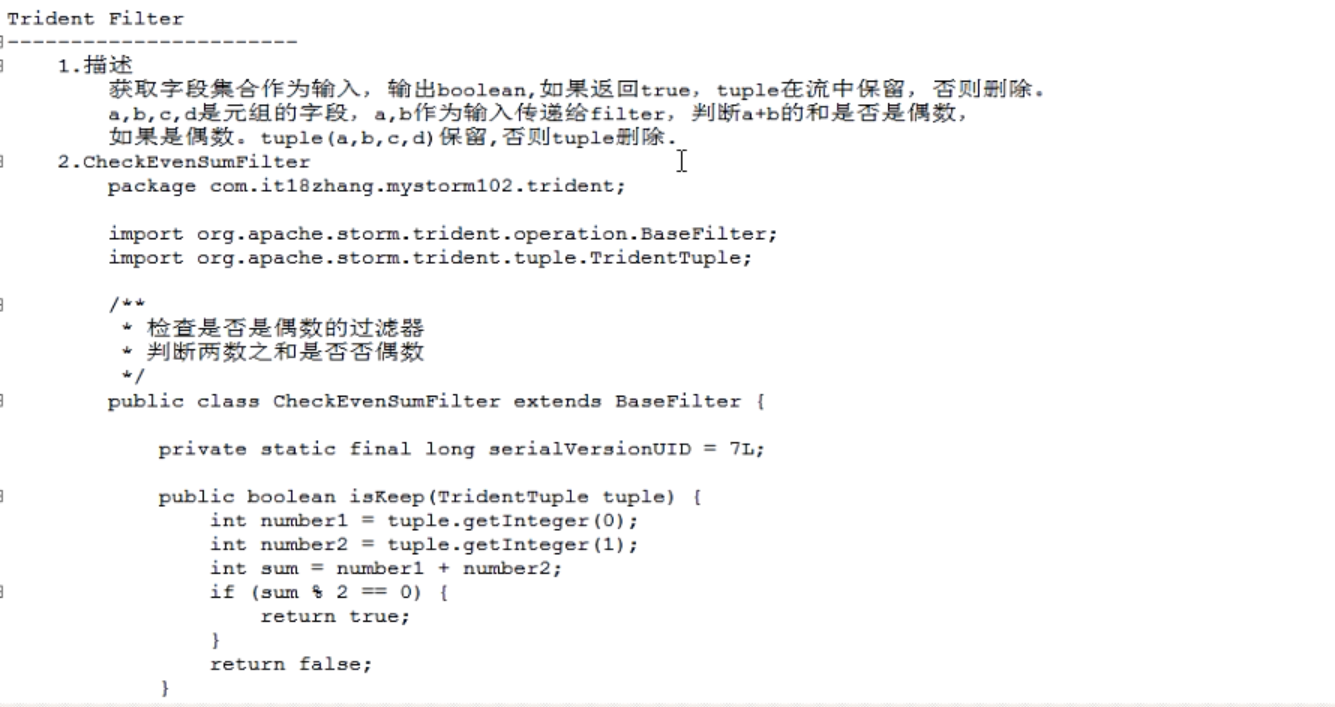 Trident Filter
-----------------------
1.描述
获取字段集合作为输入，输出boolean,如果返回true，tuple在流中保留，否则删除。
a,b,c,d是元组的字段，a,b作为输入传递给filter，判断a+b的和是否是偶数，
如果是偶数。tuple(a,b,c,d)保留,否则tuple删除.
2.CheckEvenSumFilter
package com.it18zhang.mystorm102.trident;
import org.apache.storm.trident.operation.BaseFilter;
import org.apache.storm.trident.tuple.TridentTuple;
/**
* 检查是否是偶数的过滤器
* 判断两数之和是否否偶数
*/
public class CheckEvenSumFilter extends BaseFilter {
private static final long serialVersionUID = 7L;
public boolean isKeep(TridentTuple tuple) {
int number1 = tuple.getInteger(0);
int number2 = tuple.getInteger(1);
int sum = number1 + number2;
if (sum % 2 == 0) {
return true;
}
return false;
}